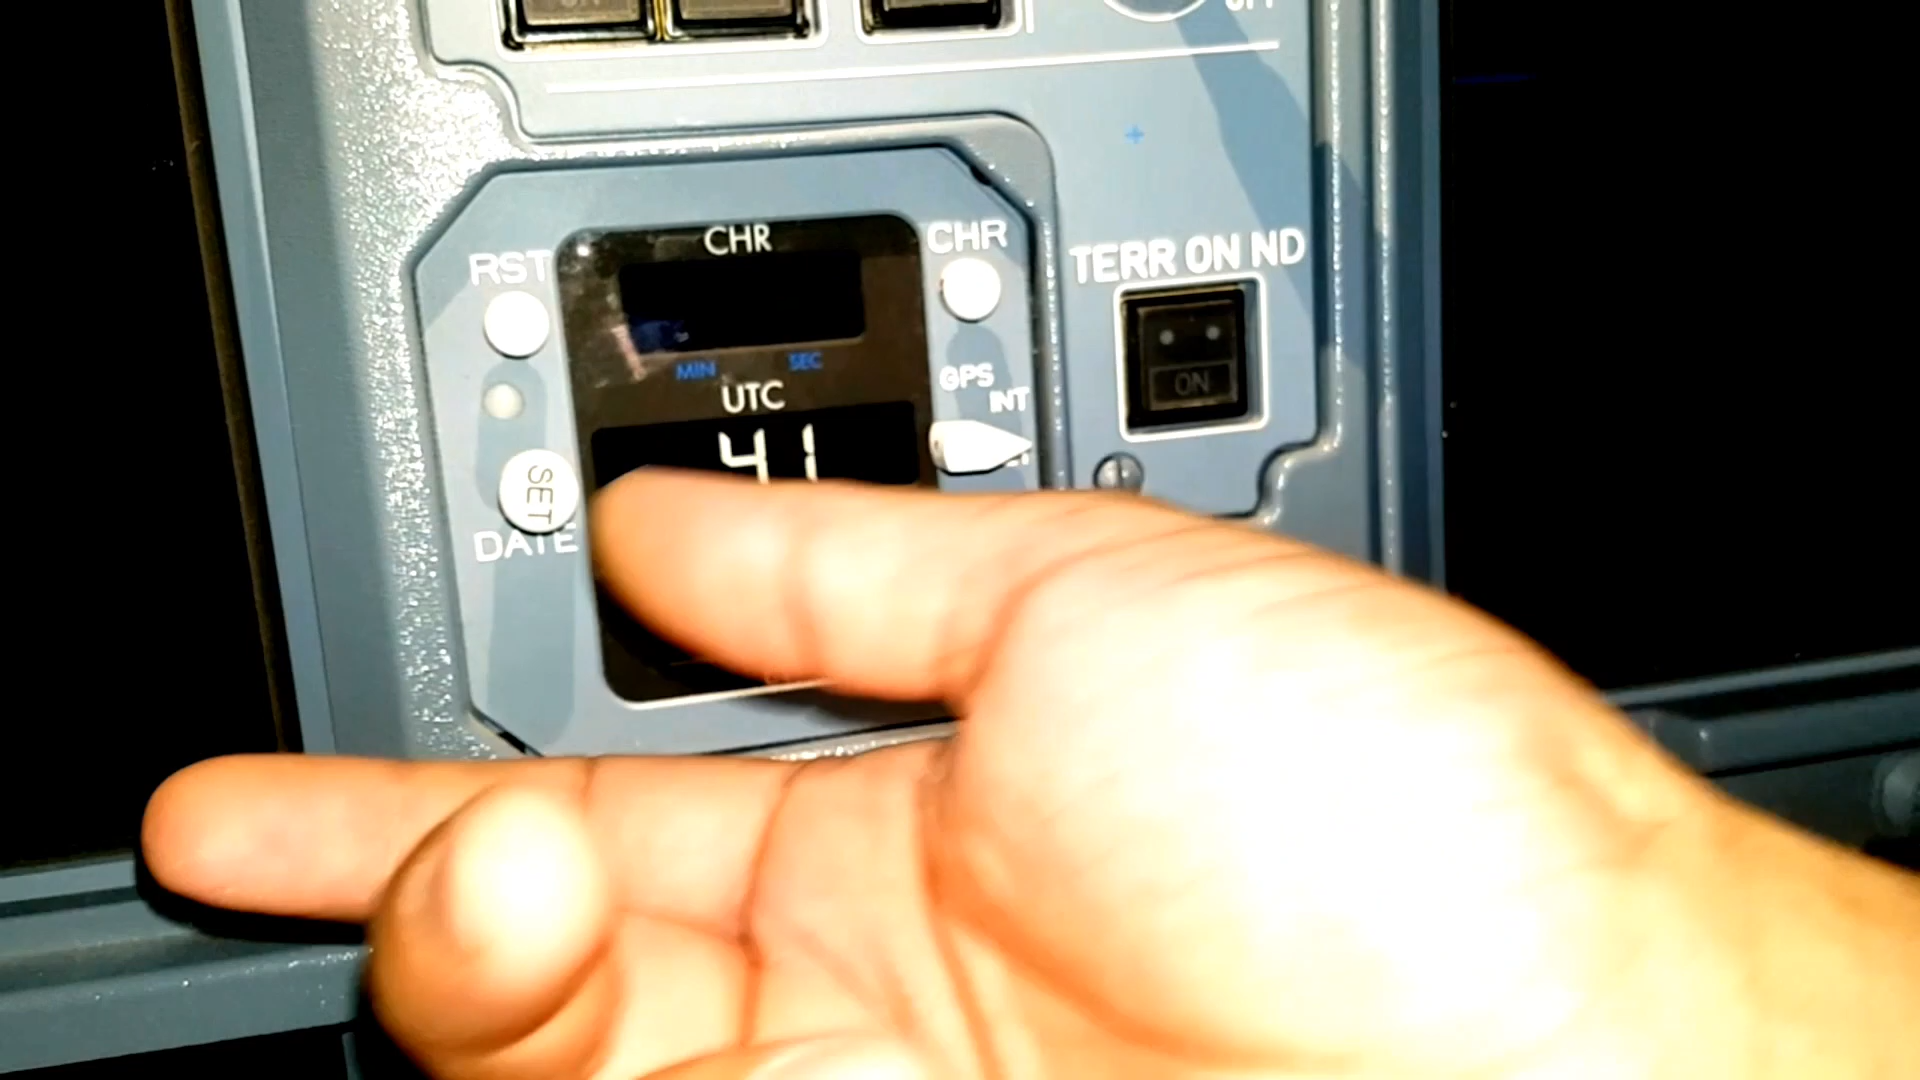 CHR
CHR
RST
TERR ON ND
MIN SEC
GPS
INT
UTC
ON
41
SET
DATE